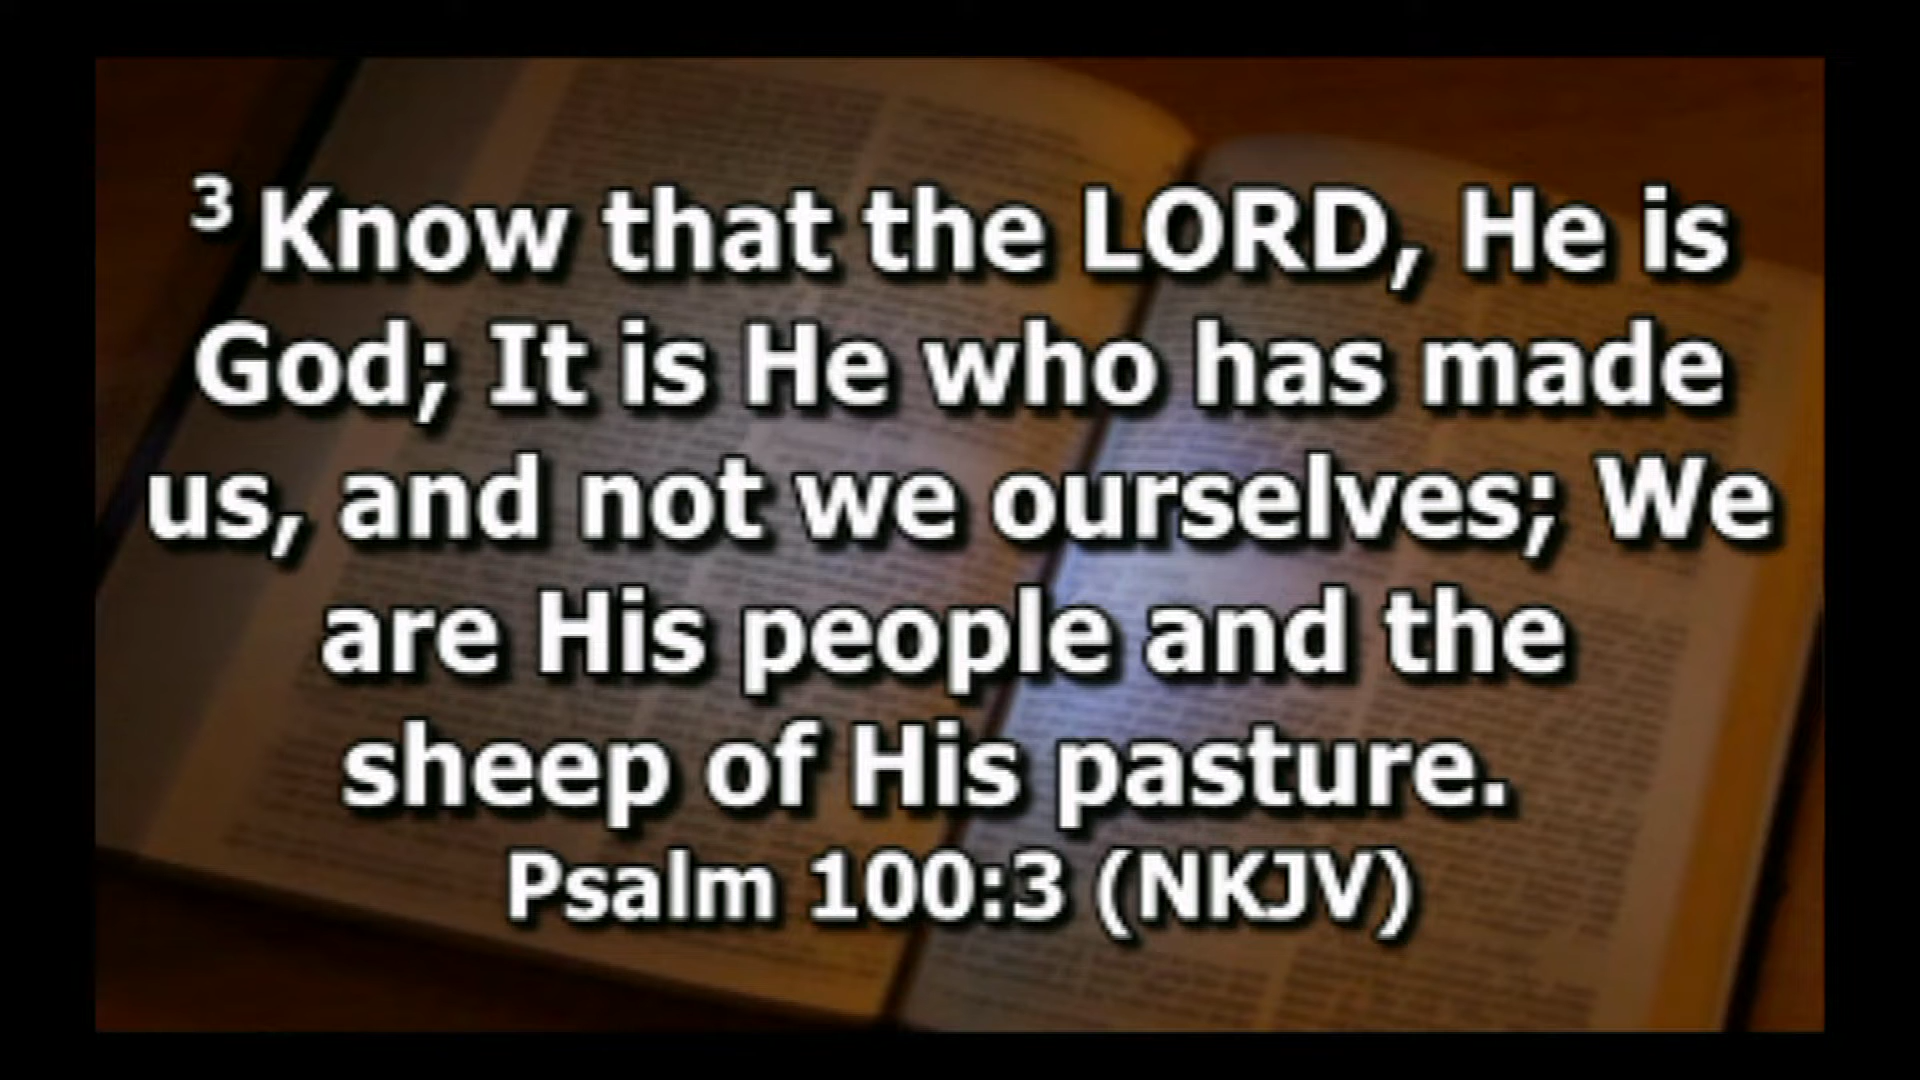 3 Know that the LORD, He is
God; It is He who has made
us, and not we ourselves; We
are His people and the
sheep of His pasture.
Psalm 100:3 (NKJV)